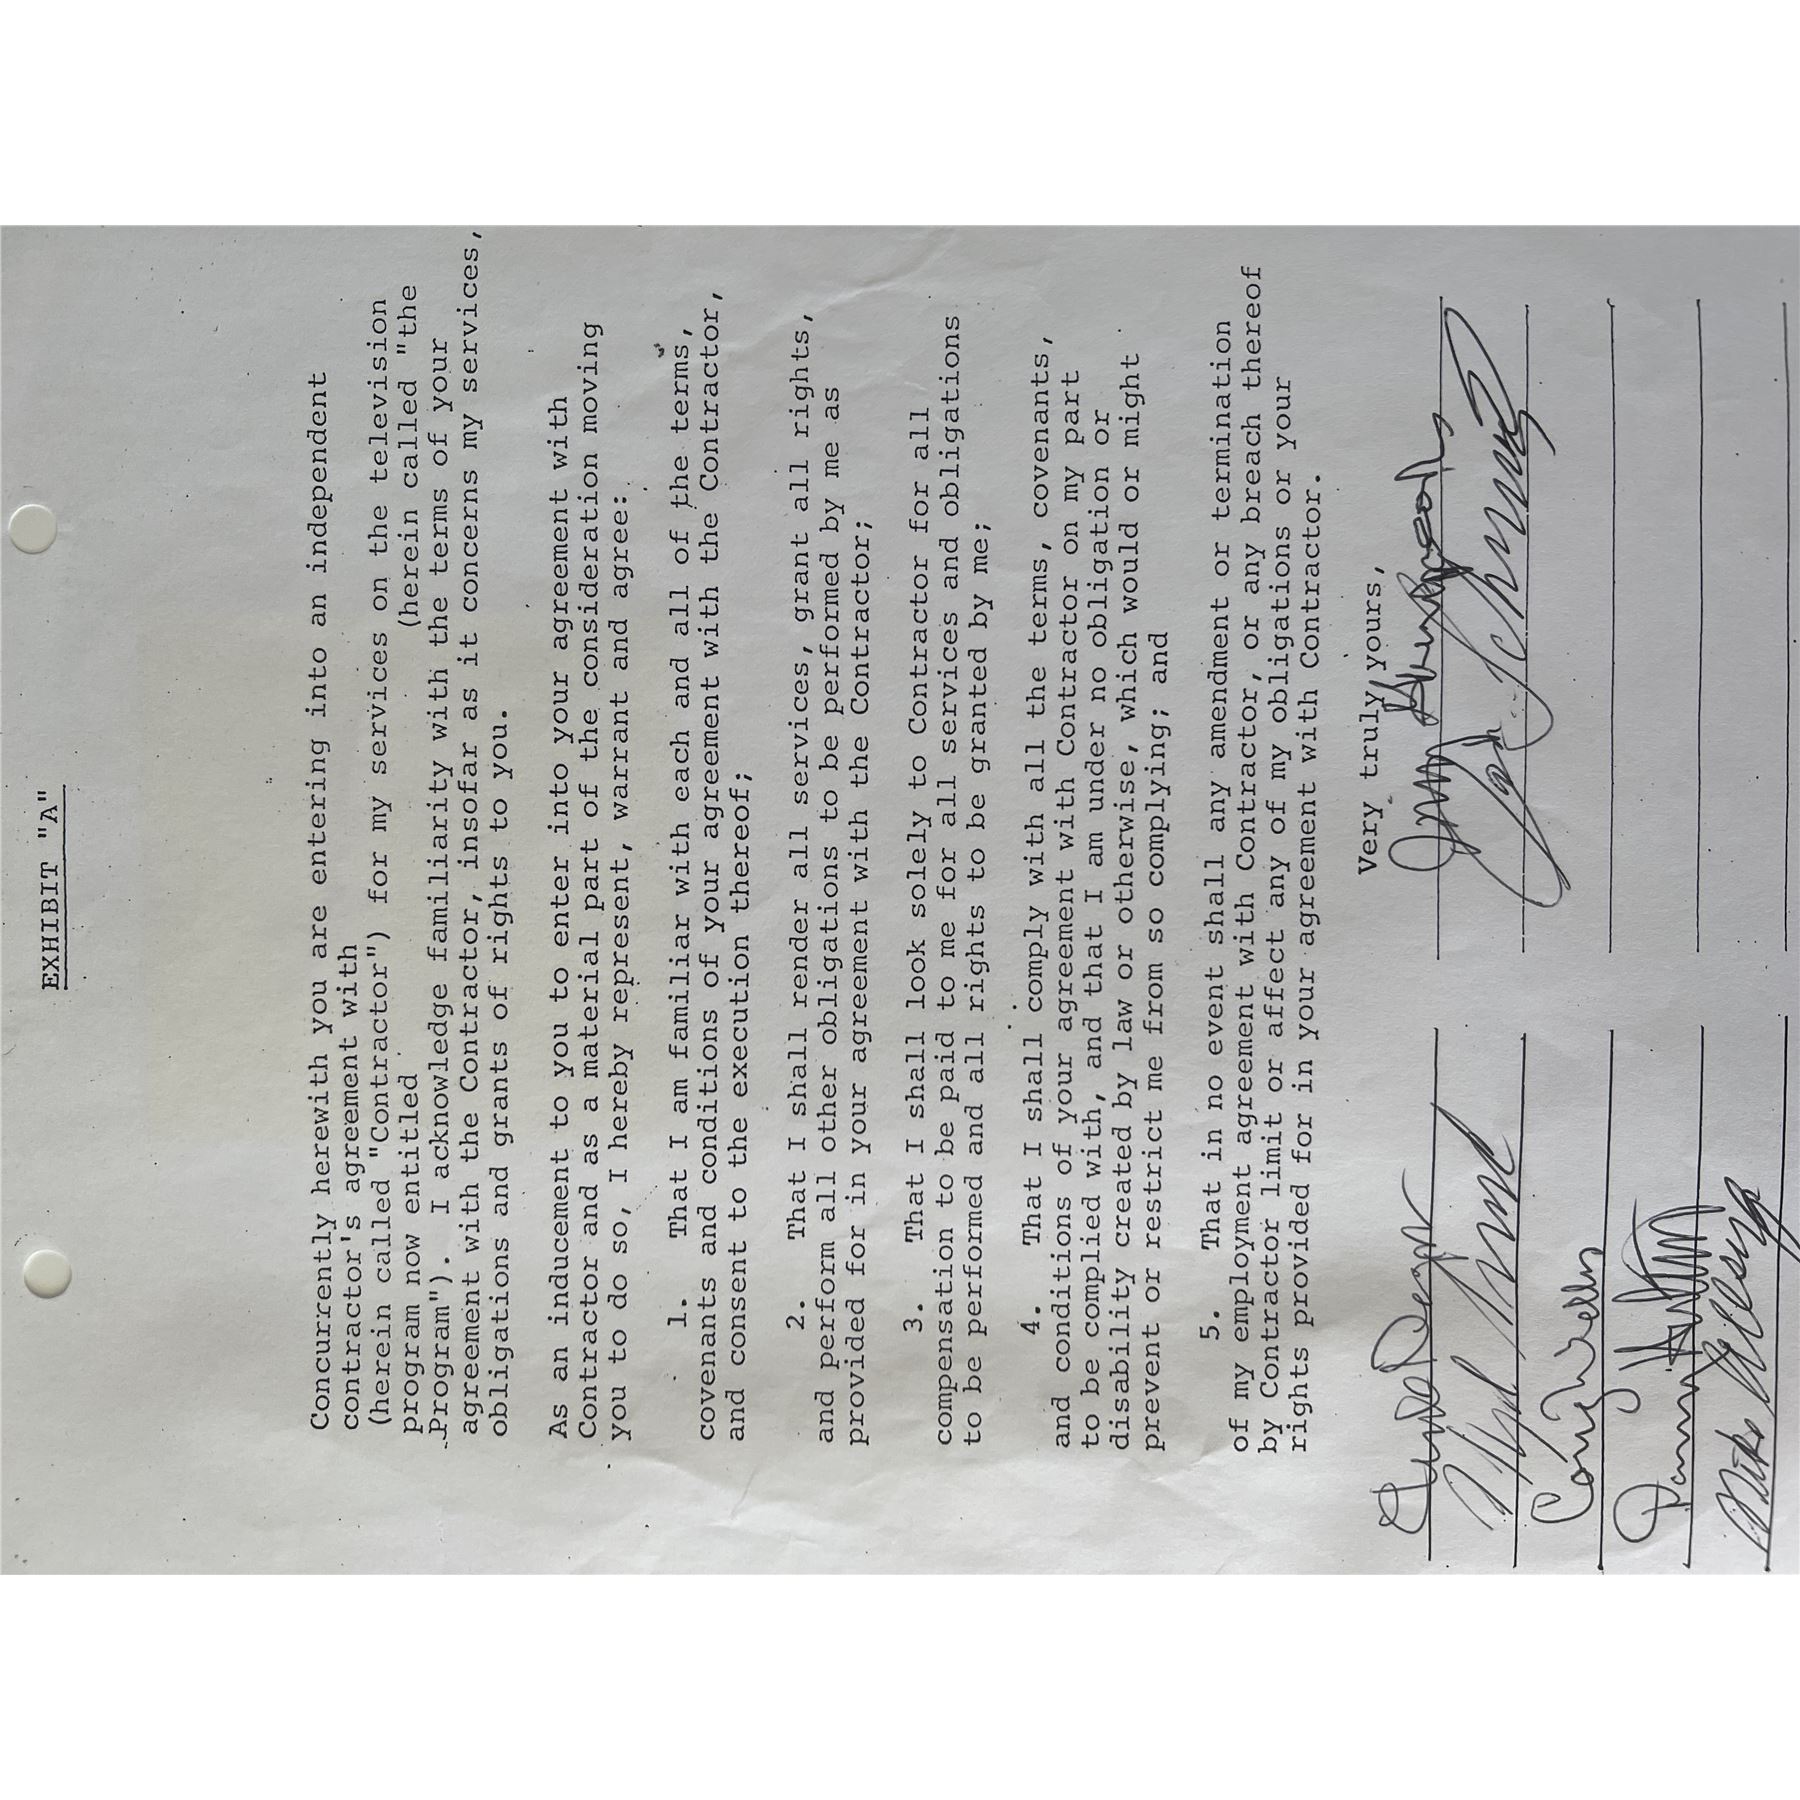 EXHIBIT "A"
Concurrently herewith you are entering into an independent
contractor's agreement with
(herein called "Contractor") for my services on the television
program now entitled (herein called "the
Program"). I acknowledge familiarity with the terms of your
agreement with the Contractor, insofar as it concerns my services,
obligations and grants of rights to you.
As an inducement to you to enter into your agreement with
Contractor and as a material part of the consideration moving
you to do so, I hereby represent, warrant and agree:
1. That I am familiar with each and all of the terms,
covenants and conditions of your agreement with the Contractor,
and consent to the execution thereof;
2. That I shall render all services, grant all rights,
and perform all other obligations to be performed by me as
provided for in your agreement with the Contractor;
3. That I shall look solely to Contractor for all
compensation to be paid to me for all services and obligations
to be performed and all rights to be granted by me;
4. That I shall comply with all the terms, covenants,
and conditions of your agreement with Contractor on my part
to be complied with, and that I am under no obligation or
disability created by law or otherwise, which would or might
prevent or restrict me from so complying; and
5. That in no event shall any amendment or termination
of my employment agreement with Contractor, or any breach thereof
by Contractor limit or affect any of my obligations or your
rights provided for in your agreement with Contractor.
Very truly yours,
Cory Wells
Danny Hutton
Mike